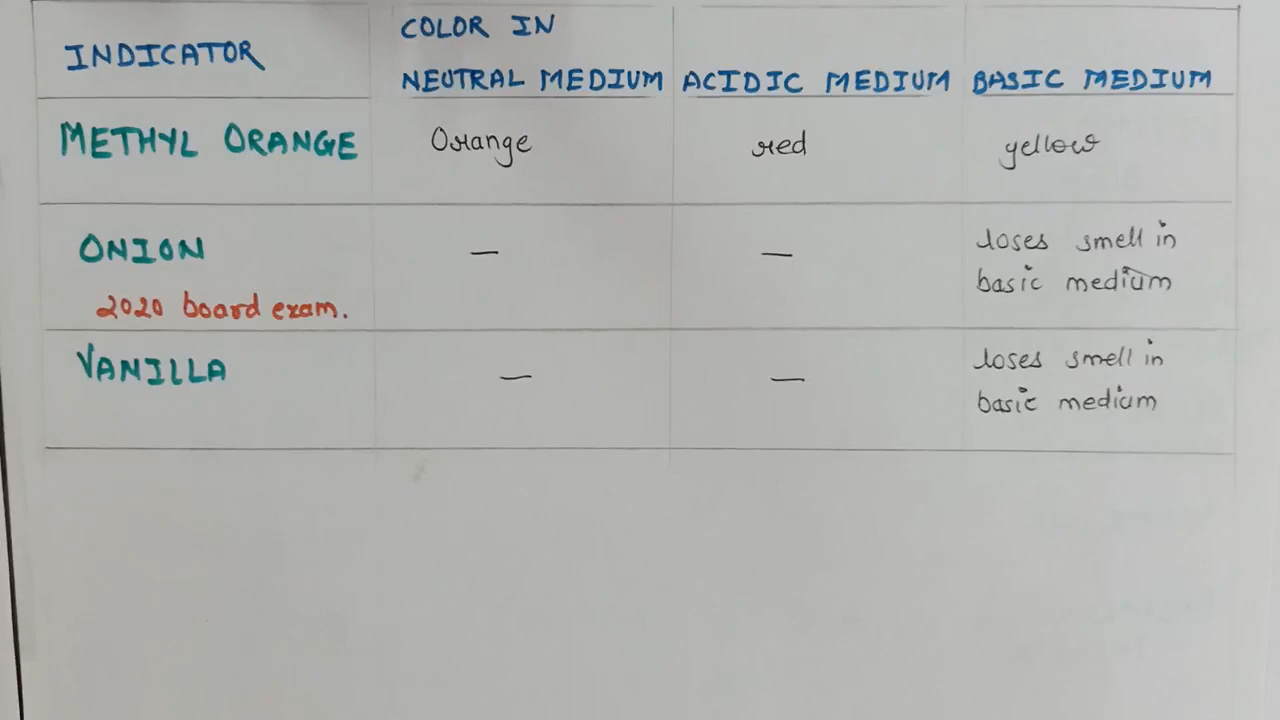 INDICATOR
COLOR IN
NEUTRAL MEDIUM
ACIDIC MEDIUM
BASIC MEDIUM
METHYL ORANGE
Orange
red
yellow
ONION
2020 board exam.
—
—
loses smell in
basic medium
VANILLA
—
—
loses smell in
basic medium